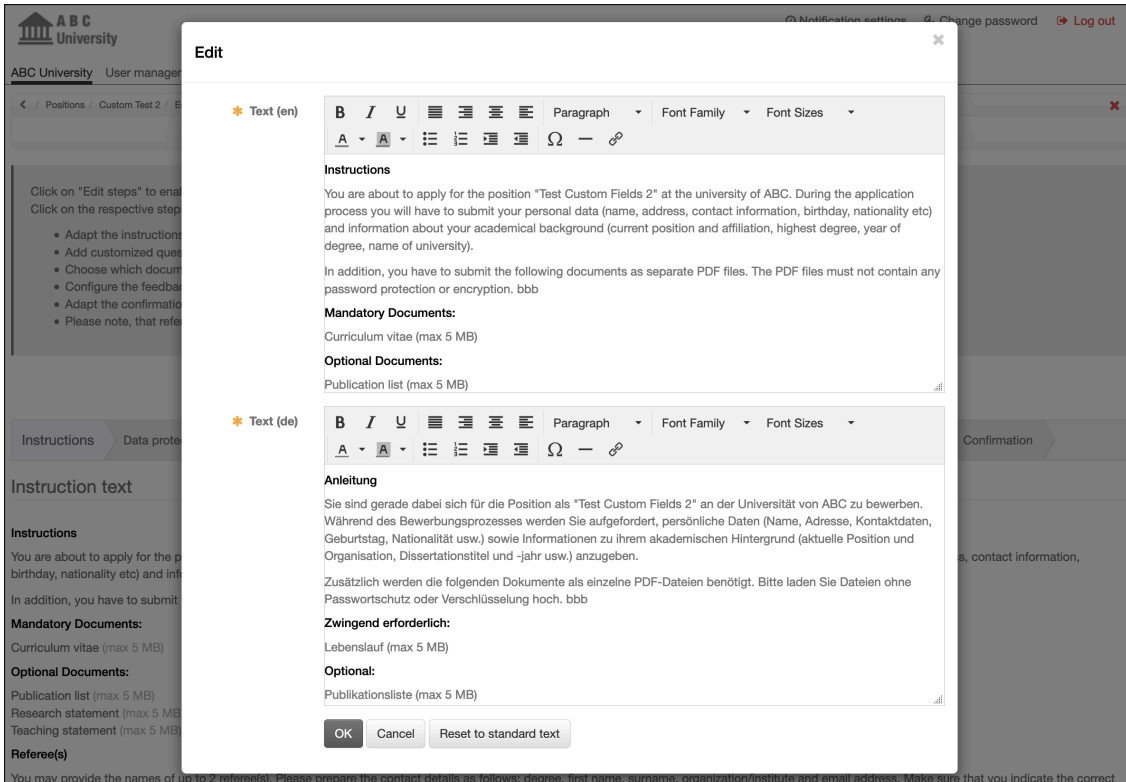 A B C
University
Notification settings Change password Log out
ABC University User manager
/ Positions / Custom Test 2 /
Click on "Edit steps" to
Click on the respective step
Adapt the instructions
Add customized
Choose which
Configure the
Adapt the
Please note, that
Instructions Data Confirmation
Instruction text
Instructions
You are about to apply for the s, contact information,
birthday, nationality etc) and
In addition, you have to submit
Mandatory Documents:
Curriculum vitae (max 5 MB)
Optional Documents:
Publication list (max 5 MB)
Research statement (max 5 MB
Teaching statement (max 5 MB)
Referee(s)
You may provide the names of up to 2 referee(s). Please prepare the contact details as follows: degree, first name, surname, organization/institute and email address. Make sure that you indicate the correct
Edit
Text (en)
B I U Paragraph Font Family Font Sizes
A A Ω
Instructions
You are about to apply for the position "Test Custom Fields 2" at the university of ABC. During the application
process you will have to submit your personal data (name, address, contact information, birthday, nationality etc)
and information about your academical background (current position and affiliation, highest degree, year of
degree, name of university).
In addition, you have to submit the following documents as separate PDF files. The PDF files must not contain any
password protection or encryption. bbb
Mandatory Documents:
Curriculum vitae (max 5 MB)
Optional Documents:
Publication list (max 5 MB)
Text (de)
B I U Paragraph Font Family Font Sizes
A A Ω
Anleitung
Sie sind gerade dabei sich für die Position als "Test Custom Fields 2" an der Universität von ABC zu bewerben.
Während des Bewerbungsprozesses werden Sie aufgefordert, persönliche Daten (Name, Adresse, Kontaktdaten,
Geburtstag, Nationalität usw.) sowie Informationen zu ihrem akademischen Hintergrund (aktuelle Position und
Organisation, Dissertationstitel und -jahr usw.) anzugeben.
Zusätzlich werden die folgenden Dokumente als einzelne PDF-Dateien benötigt. Bitte laden Sie Dateien ohne
Passwortschutz oder Verschlüsselung hoch. bbb
Zwingend erforderlich:
Lebenslauf (max 5 MB)
Optional:
Publikationsliste (max 5 MB)
OK Cancel Reset to standard text